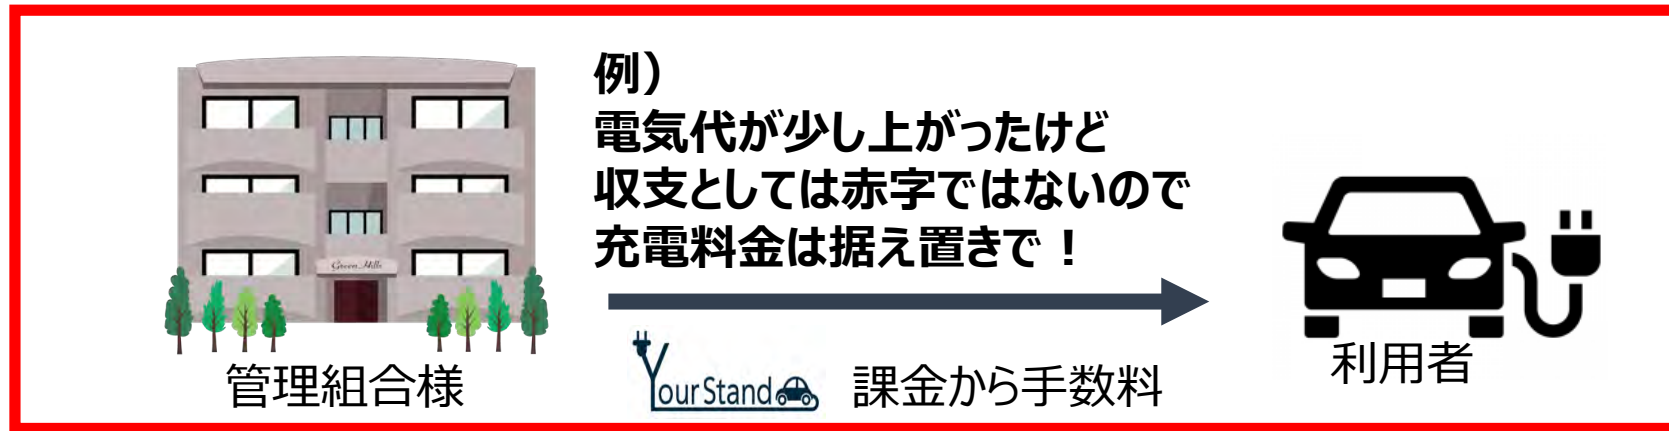 例）
電気代が少し上がったけど
収支としては赤字ではないので
充電料金は据え置きで！
Green Hills
管理組合様
YourStand
課金から手数料
利用者